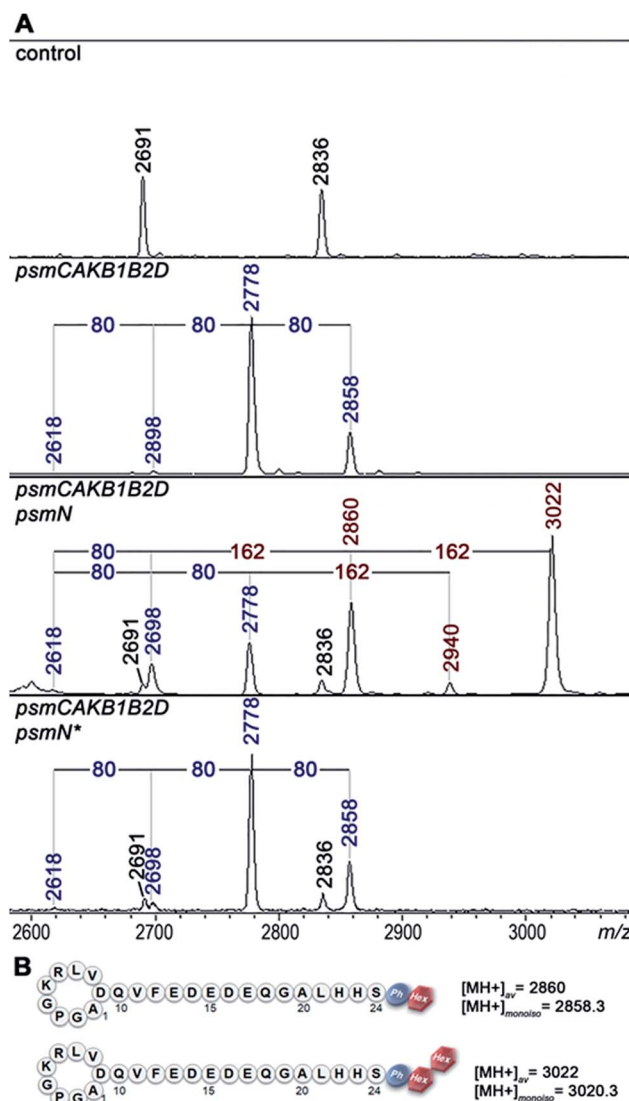 A
control
2691
2836
psmCAKB1B2D
2778
80 80 80
2618
2898
2858
psmCAKB1B2D
psmN
2860
3022
80 162 162
80 80 162
2618
2691
2698
2778
2836
2940
psmCAKB1B2D
psmN*
2778
80 80 80
2618
2691
2698
2836
2858
2600 2700 2800 2900 3000 m/z
B
R L V
K D Q V F E D E D E Q G A L H H S Ph Hex
G P G A
1 10 15 20 24
[MH+]av = 2860
[MH+]monoiso = 2858.3
R L V
K D Q V F E D E D E Q G A L H H S Ph Hex Hex
G P G A
1 10 15 20 24
[MH+]av = 3022
[MH+]monoiso = 3020.3